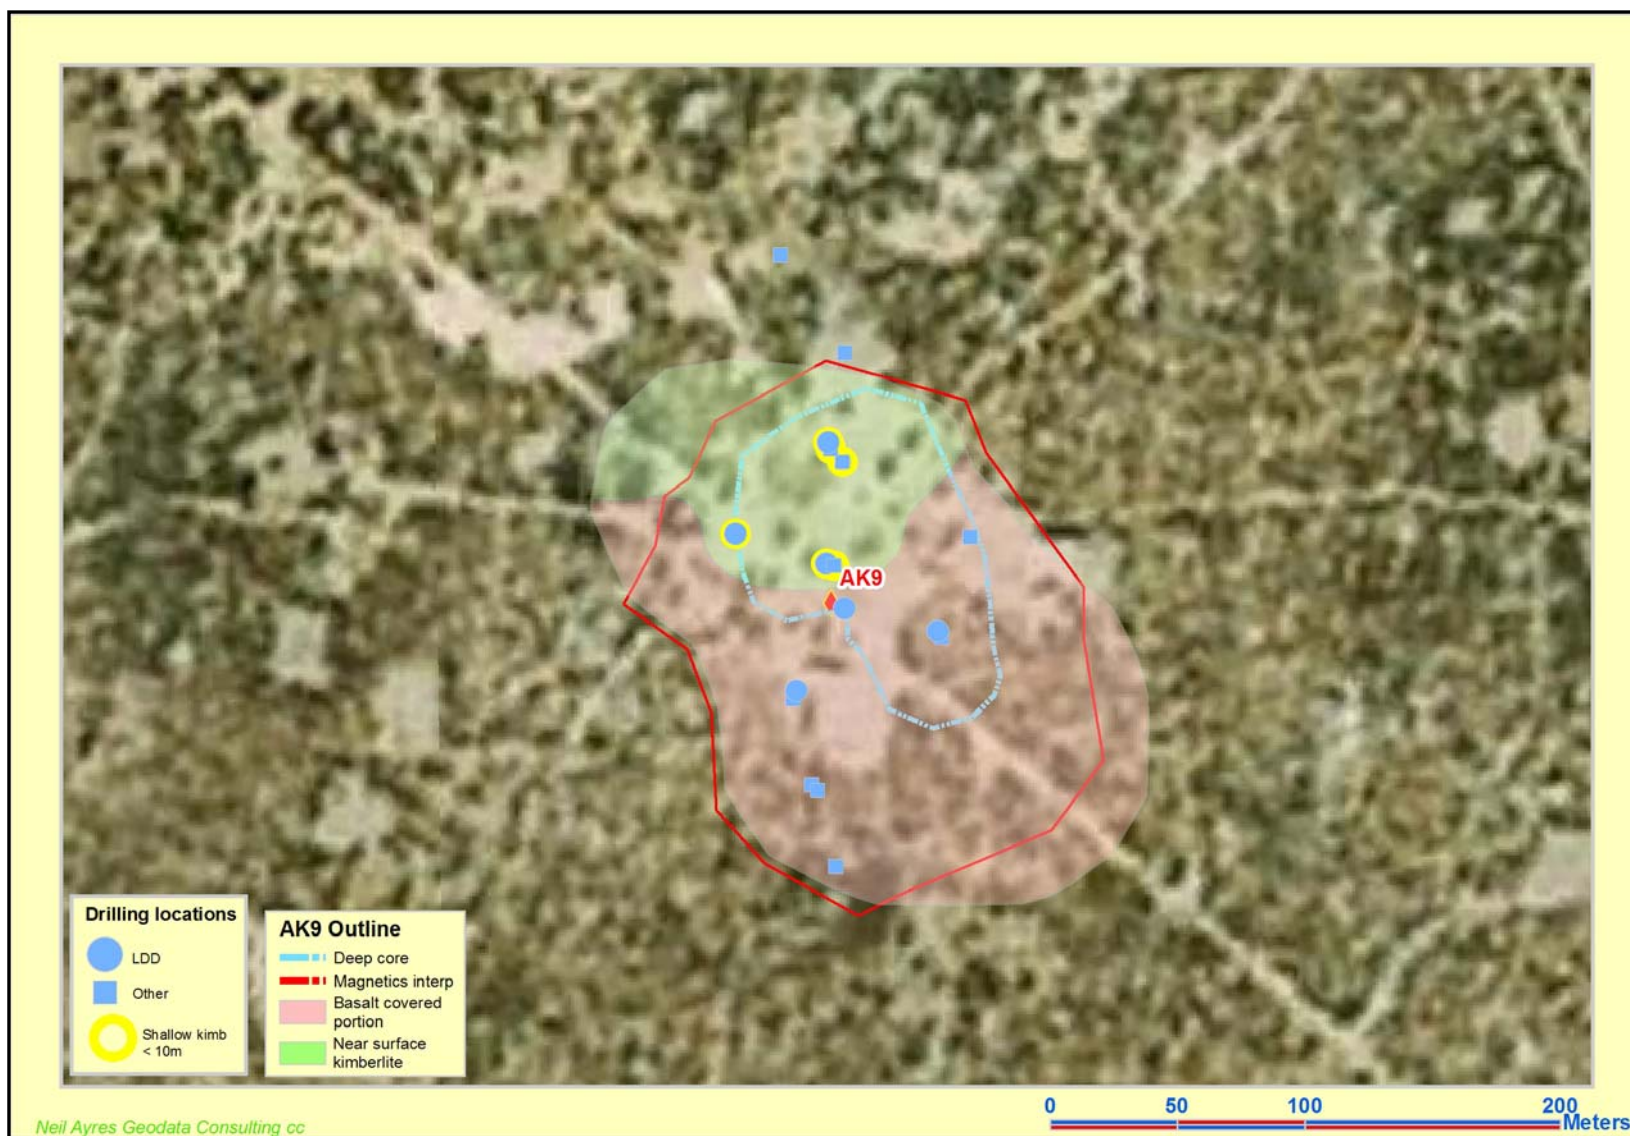 AK9
Drilling locations
LDD
Other
Shallow kimb
< 10m
AK9 Outline
Deep core
Magnetics interp
Basalt covered
portion
Near surface
kimberlite
Neil Ayres Geodata Consulting cc
0 50 100 200
Meters